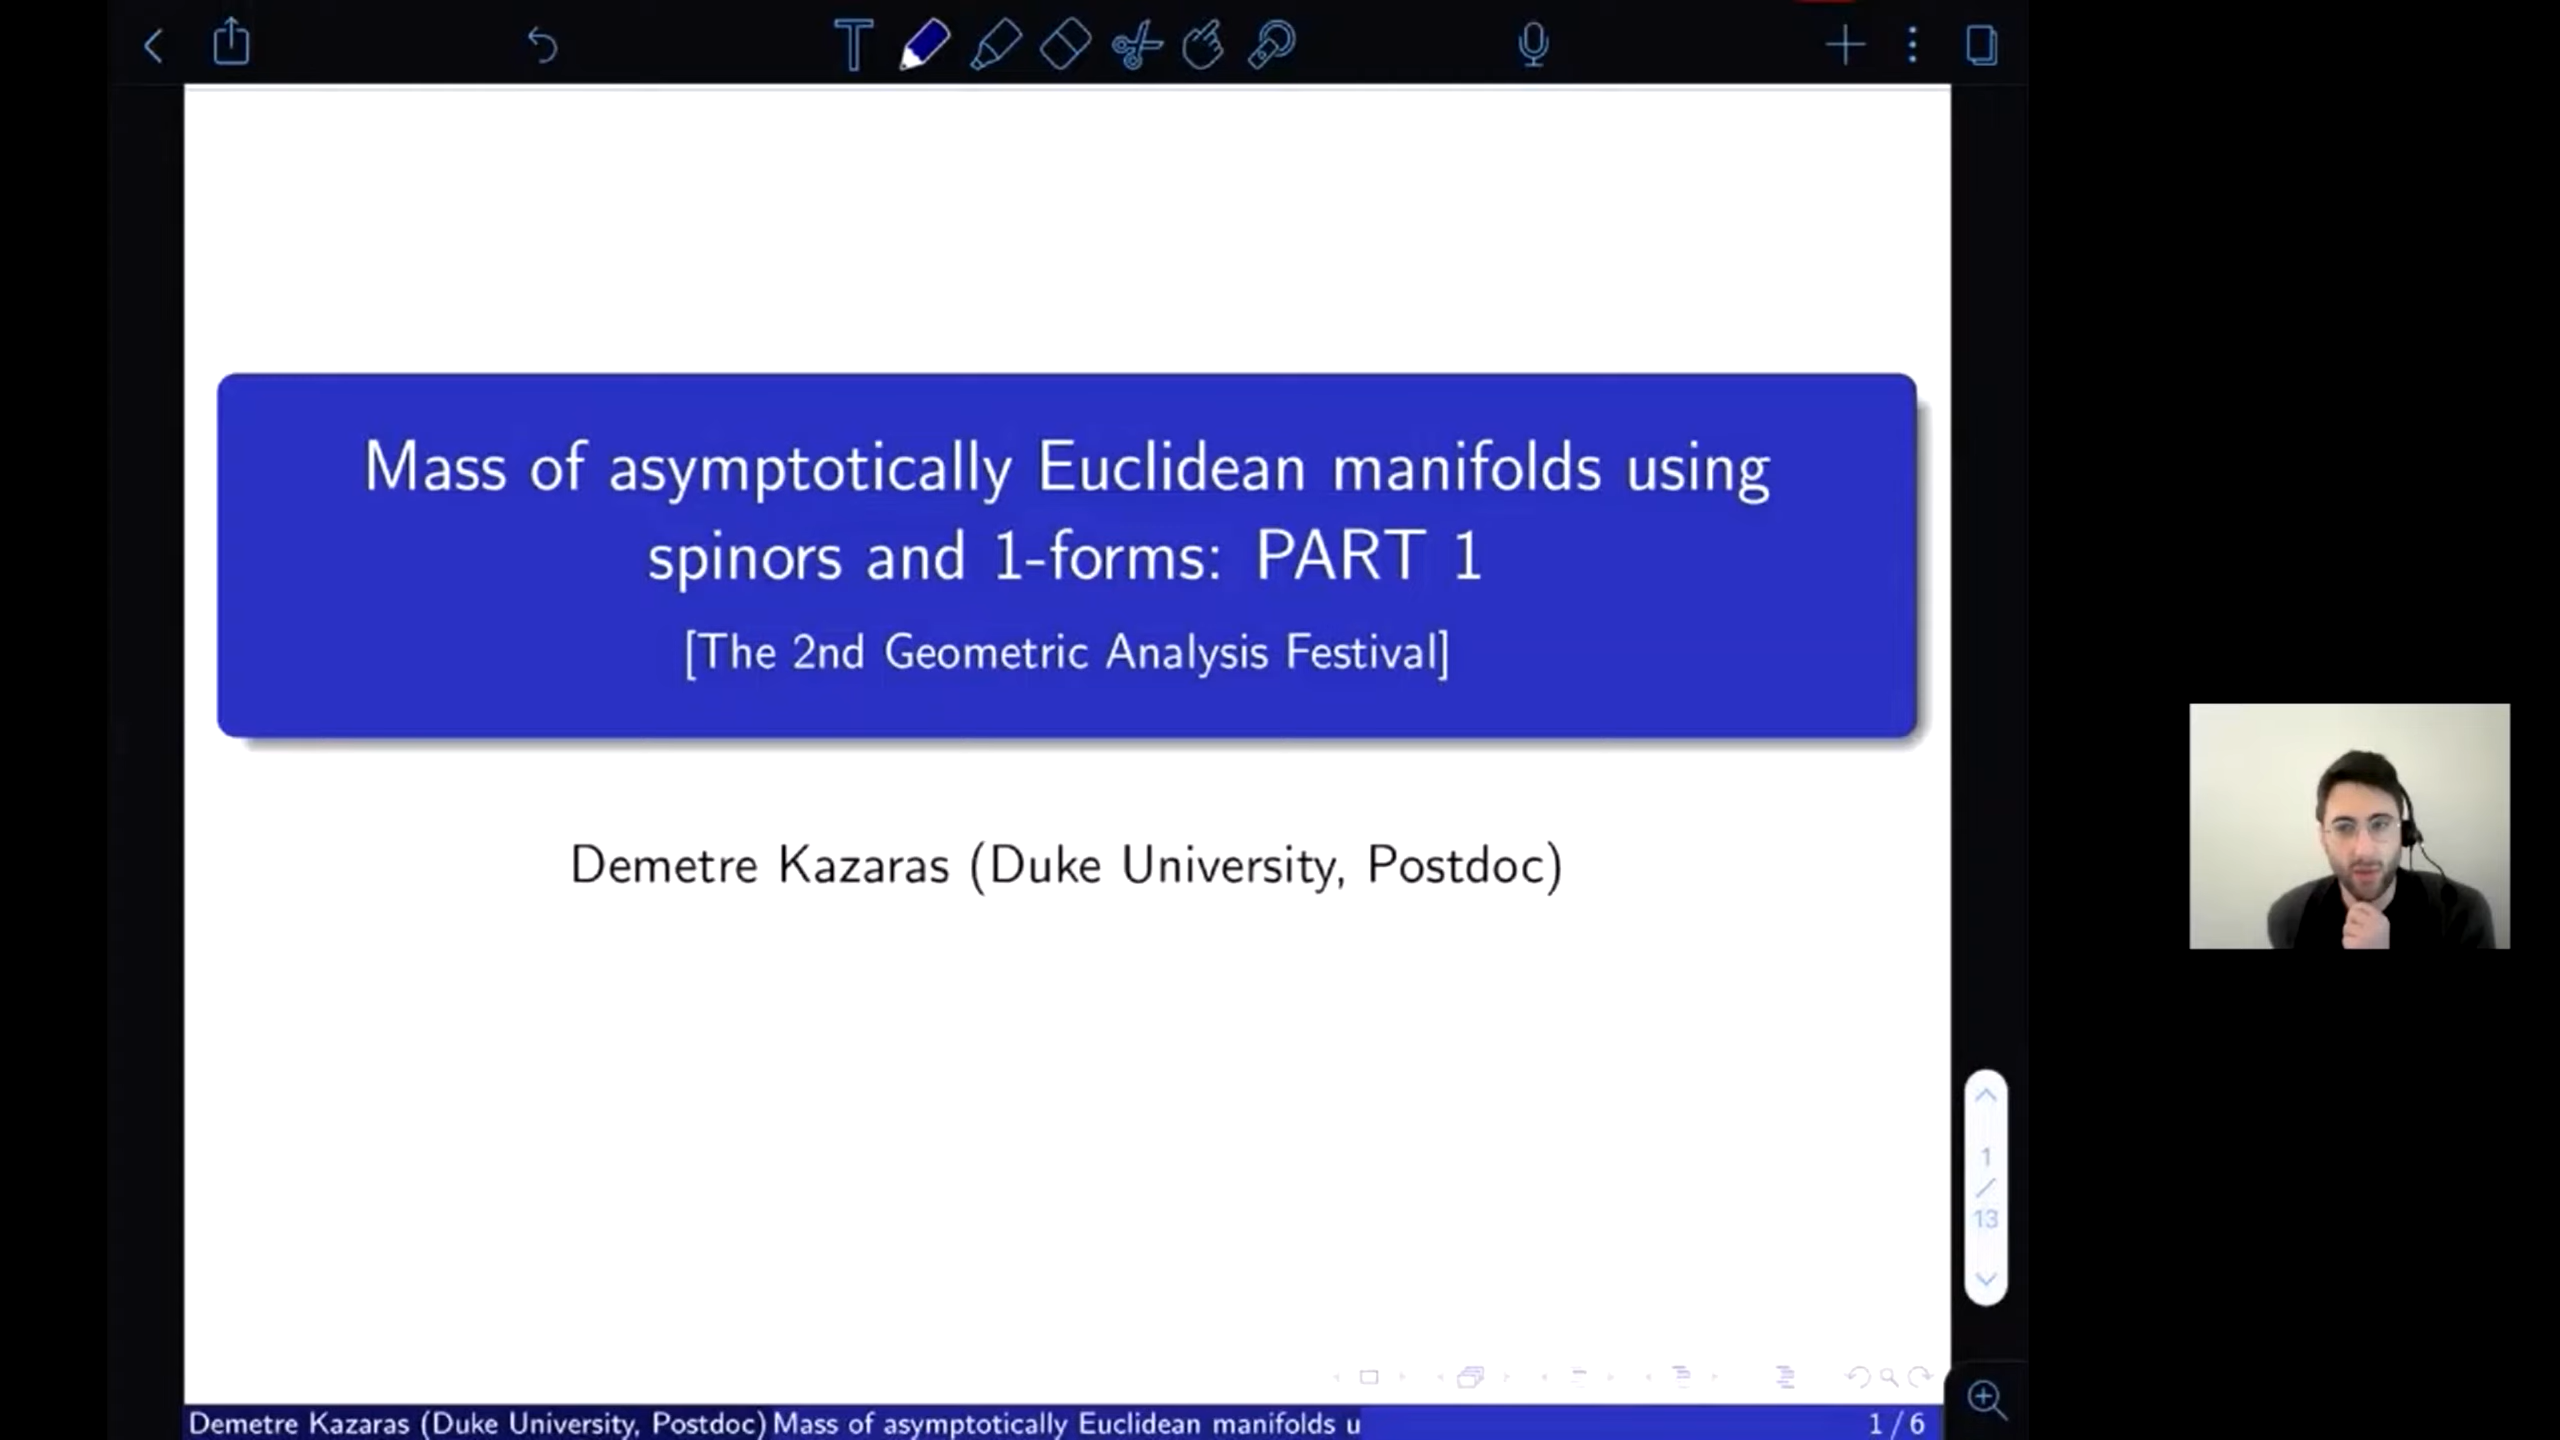 Mass of asymptotically Euclidean manifolds using
spinors and 1-forms: PART 1
[The 2nd Geometric Analysis Festival]
Demetre Kazaras (Duke University, Postdoc)
1
/
13
Demetre Kazaras (Duke University, Postdoc) Mass of asymptotically Euclidean manifolds u
1 / 6